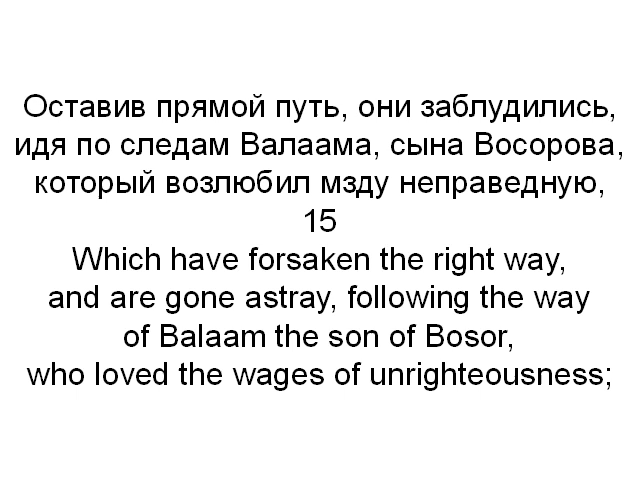 Оставив прямой путь, они заблудились,
идя по следам Валаама, сына Восорова,
который возлюбил мзду неправедную,
15
Which have forsaken the right way,
and are gone astray, following the way
of Balaam the son of Bosor,
who loved the wages of unrighteousness;